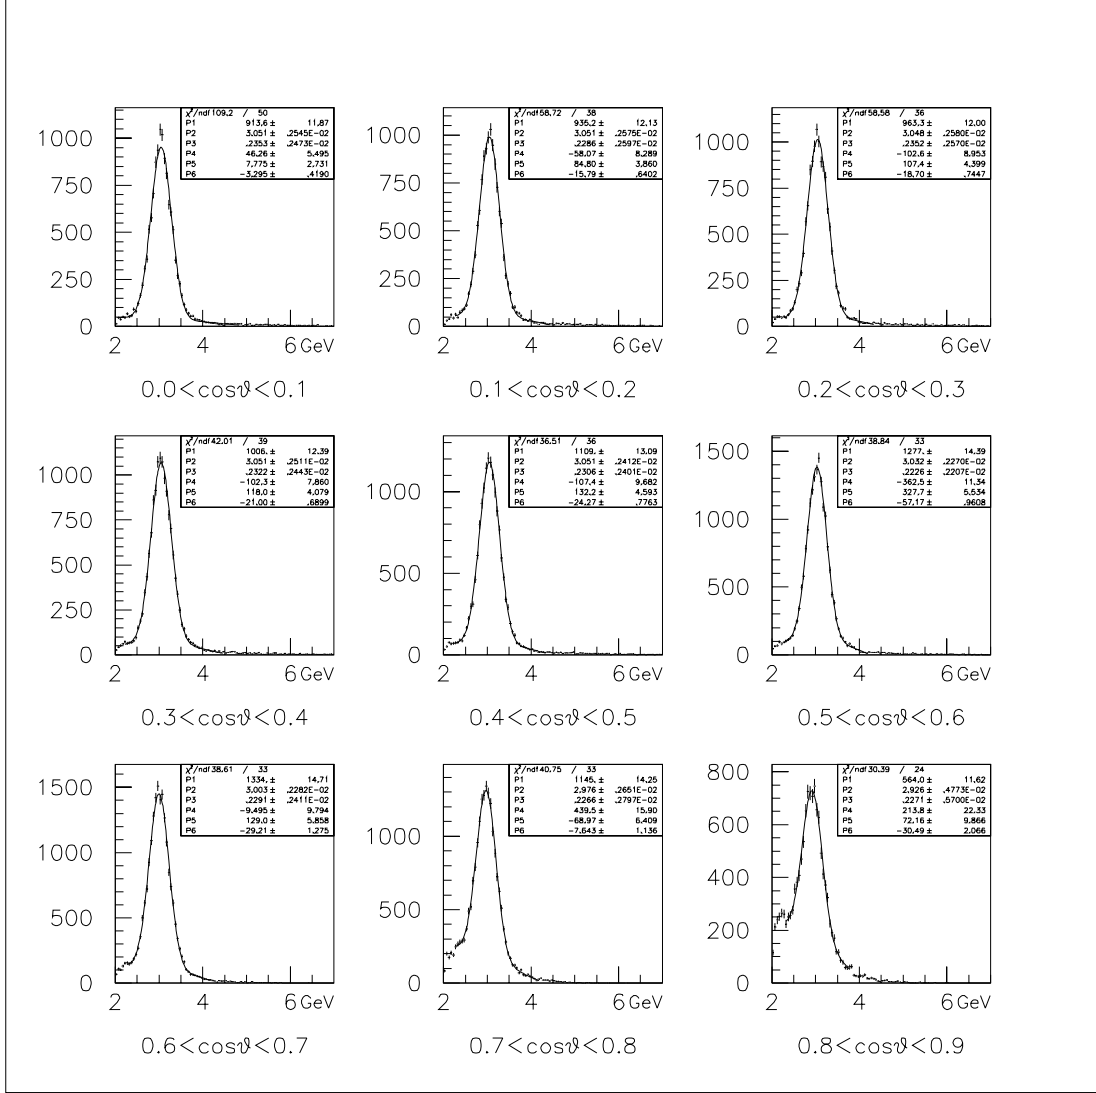 χ²/ndf 109.2 / 50
P1 913.6 ± 11.87
P2 3.051 ± .2545E-02
P3 .2353 ± .2473E-02
P4 46.26 ± 5.495
P5 7.775 ± 2.731
P6 -3.295 ± .4190
1000
750
500
250
0
2 4 6 GeV
0.0<cosϑ<0.1
χ²/ndf 58.72 / 38
P1 935.2 ± 12.13
P2 3.051 ± .2575E-02
P3 .2286 ± .2597E-02
P4 -58.07 ± 8.289
P5 84.80 ± 3.860
P6 -15.79 ± .6402
1000
750
500
250
0
2 4 6 GeV
0.1<cosϑ<0.2
χ²/ndf 58.58 / 36
P1 963.3 ± 12.00
P2 3.048 ± .2580E-02
P3 .2352 ± .2570E-02
P4 -102.6 ± 8.953
P5 107.4 ± 4.399
P6 -18.70 ± .7447
1000
750
500
250
0
2 4 6 GeV
0.2<cosϑ<0.3
χ²/ndf 42.01 / 39
P1 1006. ± 12.39
P2 3.051 ± .2511E-02
P3 .2322 ± .2443E-02
P4 -102.3 ± 7.860
P5 118.0 ± 4.079
P6 -21.00 ± .6899
1000
750
500
250
0
2 4 6 GeV
0.3<cosϑ<0.4
χ²/ndf 36.51 / 36
P1 1109. ± 13.09
P2 3.051 ± .2412E-02
P3 .2306 ± .2401E-02
P4 -107.4 ± 9.682
P5 132.2 ± 4.593
P6 -24.27 ± .7763
1000
500
0
2 4 6 GeV
0.4<cosϑ<0.5
χ²/ndf 38.84 / 33
P1 1277. ± 14.39
P2 3.032 ± .2270E-02
P3 .2226 ± .2207E-02
P4 -362.5 ± 11.34
P5 327.7 ± 5.534
P6 -57.17 ± .9608
1500
1000
500
0
2 4 6 GeV
0.5<cosϑ<0.6
χ²/ndf 38.61 / 33
P1 1334. ± 14.71
P2 3.003 ± .2282E-02
P3 .2291 ± .2411E-02
P4 -9.495 ± 9.794
P5 129.0 ± 5.858
P6 -29.21 ± 1.275
1500
1000
500
0
2 4 6 GeV
0.6<cosϑ<0.7
χ²/ndf 40.75 / 33
P1 1145. ± 14.25
P2 2.976 ± .2651E-02
P3 .2266 ± .2797E-02
P4 439.5 ± 15.90
P5 -68.97 ± 6.409
P6 -7.643 ± 1.136
1000
500
0
2 4 6 GeV
0.7<cosϑ<0.8
χ²/ndf 30.39 / 24
P1 564.0 ± 11.62
P2 2.926 ± .4773E-02
P3 .2271 ± .5700E-02
P4 213.8 ± 22.33
P5 72.16 ± 9.866
P6 -30.49 ± 2.066
800
600
400
200
0
2 4 6 GeV
0.8<cosϑ<0.9